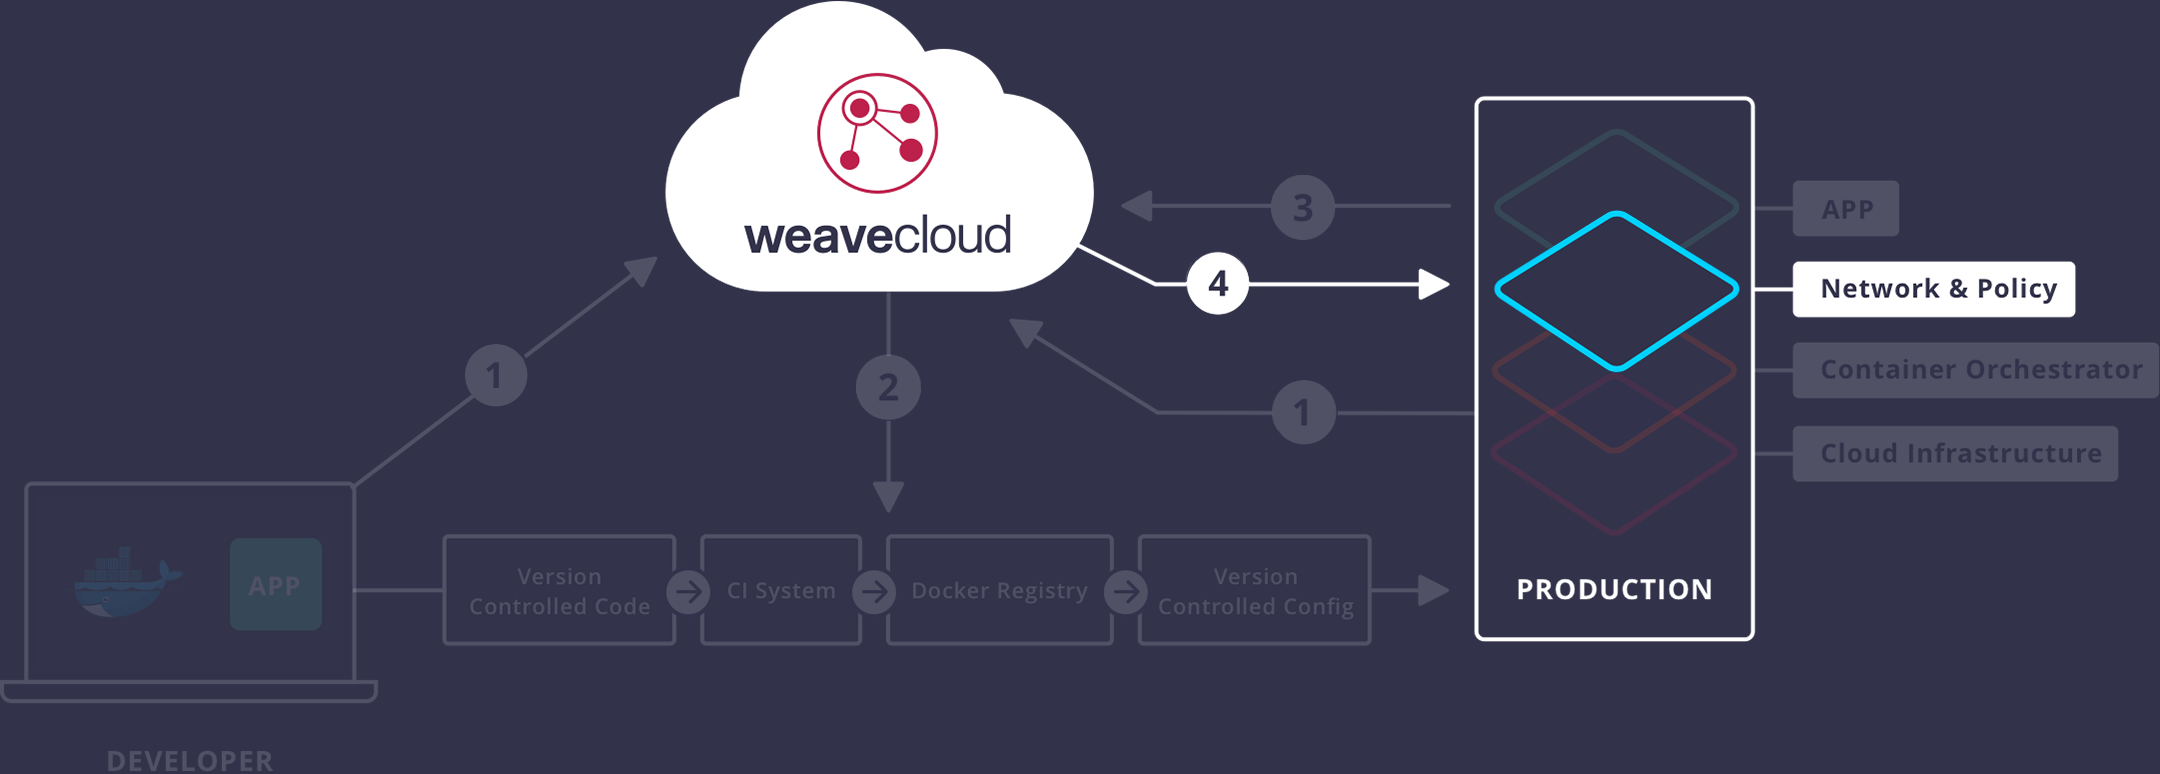 weavecloud
3
APP
4
Network & Policy
1
2
1
Container Orchestrator
Cloud Infrastructure
APP
Version
Controlled Code
CI System
Docker Registry
Version
Controlled Config
PRODUCTION
DEVELOPER